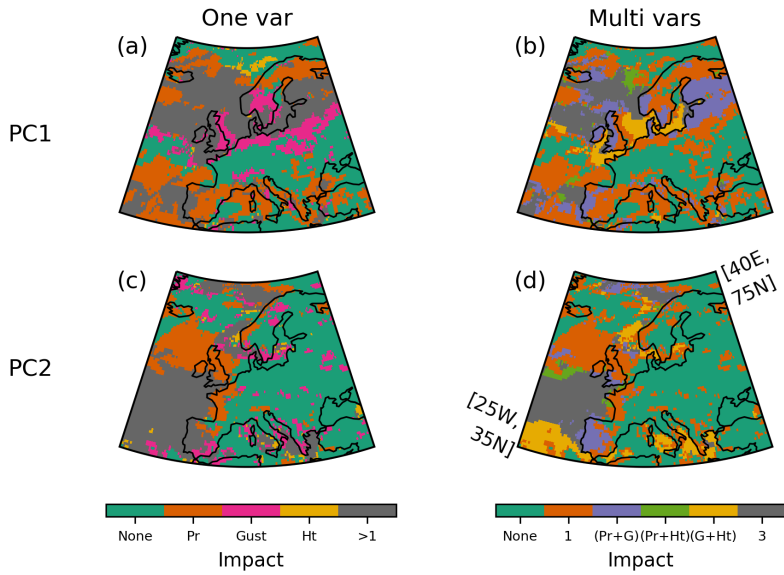 One var
Multi vars
(a)
(b)
PC1
(c)
(d)
[40E,
75N]
PC2
[25W,
35N]
None Pr Gust Ht >1
Impact
None 1 (Pr+G) (Pr+Ht) (G+Ht) 3
Impact